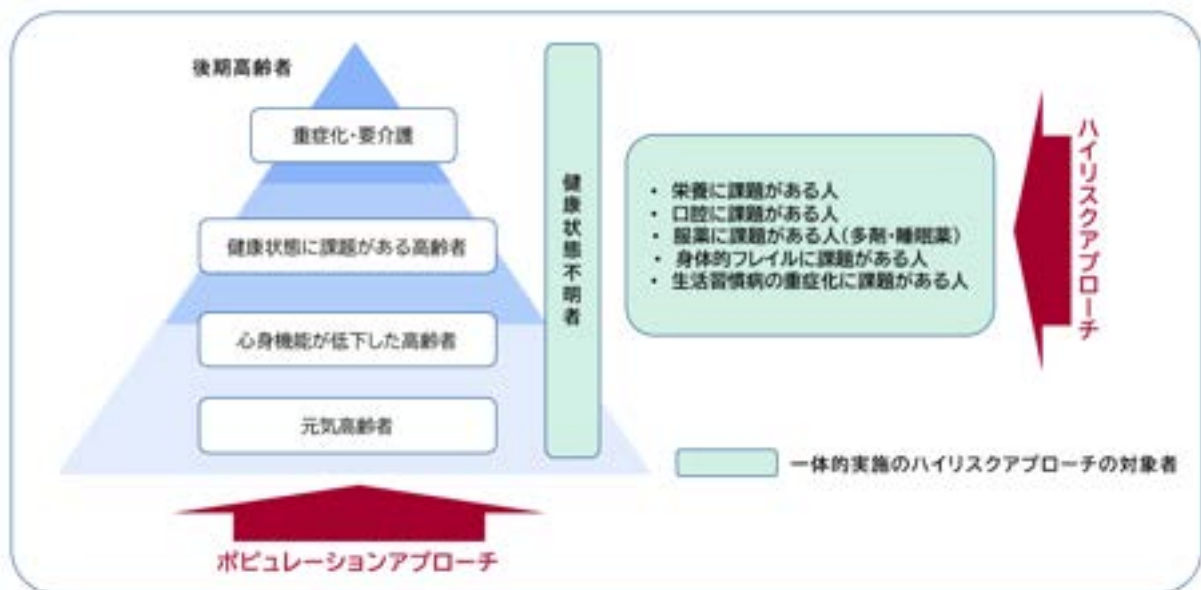 後期高齢者
重症化・要介護
健康状態に課題がある高齢者
心身機能が低下した高齢者
元気高齢者
健康状態不明者
・ 栄養に課題がある人
・ 口腔に課題がある人
・ 服薬に課題がある人(多剤・睡眠薬)
・ 身体的フレイルに課題がある人
・ 生活習慣病の重症化に課題がある人
ハイリスクアプローチ
一体的実施のハイリスクアプローチの対象者
ポピュレーションアプローチ